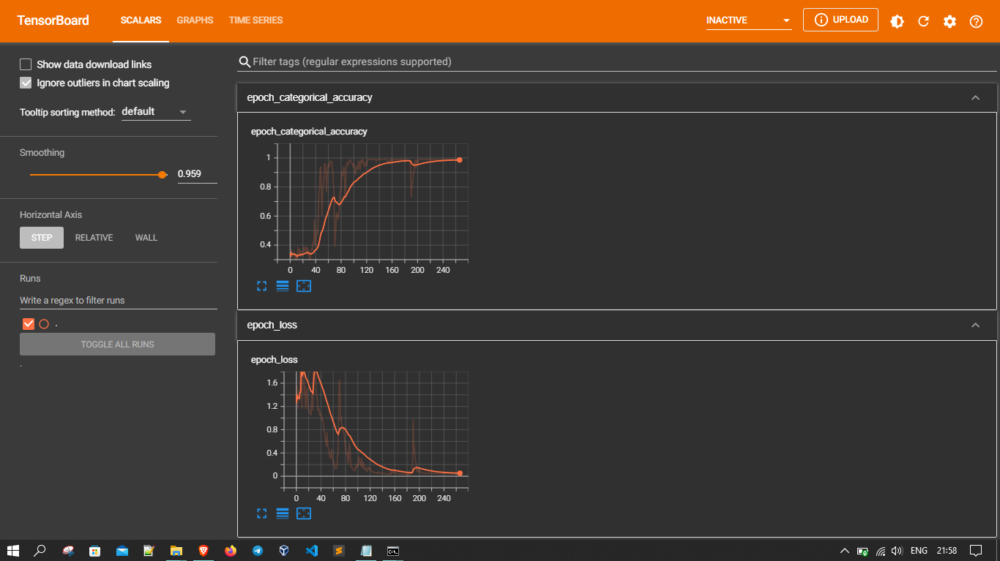 TensorBoard
SCALARS
GRAPHS
TIME SERIES
INACTIVE
UPLOAD
Show data download links
Ignore outliers in chart scaling
Tooltip sorting method: default
Smoothing
0.959
Horizontal Axis
STEP
RELATIVE
WALL
Runs
Write a regex to filter runs
.
TOGGLE ALL RUNS
.
Filter tags (regular expressions supported)
epoch_categorical_accuracy
epoch_categorical_accuracy
1
0.8
0.6
0.4
0 40 80 120 160 200 240
epoch_loss
epoch_loss
1.6
1.2
0.8
0.4
0
0 40 80 120 160 200 240
ENG
21:58